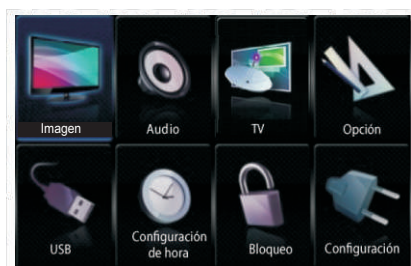 Imagen
Audio
TV
Opción
USB
Configuración
de hora
Bloqueo
Configuración